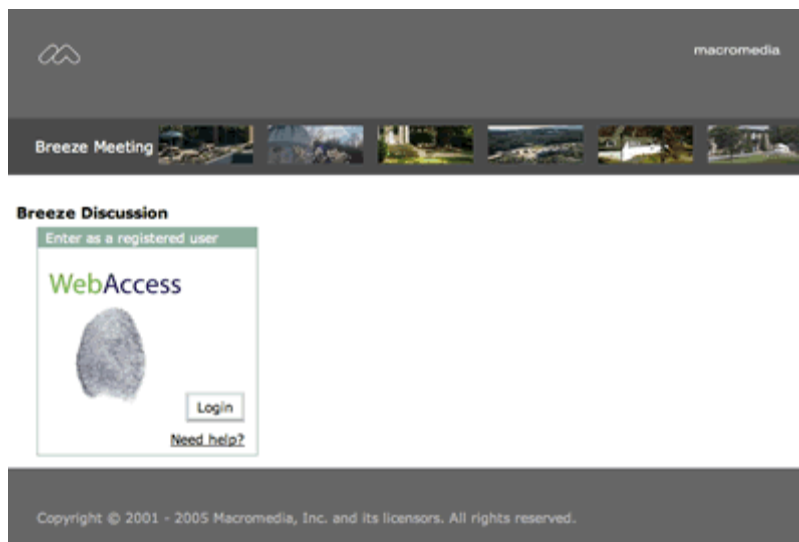 macromedia
Breeze Meeting
Breeze Discussion
Enter as a registered user
WebAccess
Login
Need help?
Copyright © 2001 - 2005 Macromedia, Inc. and its licensors. All rights reserved.